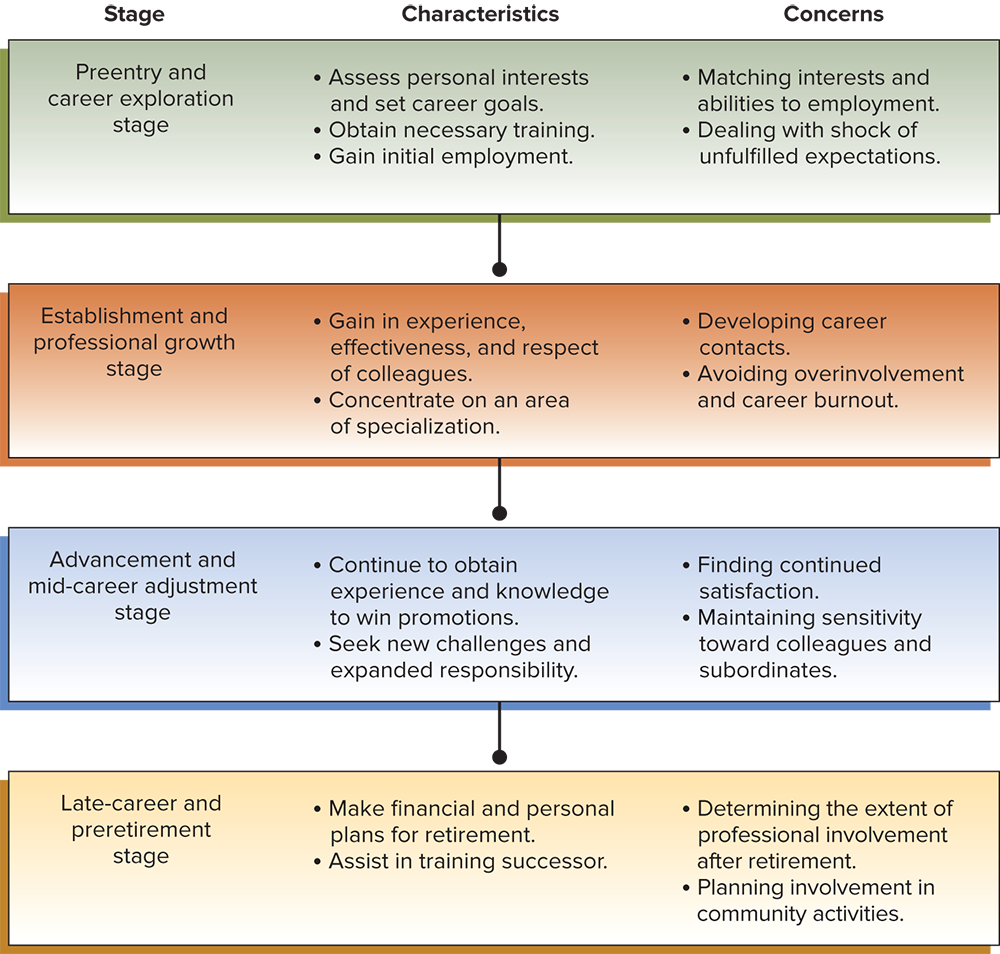 Stage Characteristics Concerns
Preentry and
career exploration
stage
• Assess personal interests
and set career goals.
• Obtain necessary training.
• Gain initial employment.
• Matching interests and
abilities to employment.
• Dealing with shock of
unfulfilled expectations.
Establishment and
professional growth
stage
• Gain in experience,
effectiveness, and respect
of colleagues.
• Concentrate on an area
of specialization.
• Developing career
contacts.
• Avoiding overinvolvement
and career burnout.
Advancement and
mid-career adjustment
stage
• Continue to obtain
experience and knowledge
to win promotions.
• Seek new challenges and
expanded responsibility.
• Finding continued
satisfaction.
• Maintaining sensitivity
toward colleagues and
subordinates.
Late-career and
preretirement
stage
• Make financial and personal
plans for retirement.
• Assist in training successor.
• Determining the extent of
professional involvement
after retirement.
• Planning involvement in
community activities.